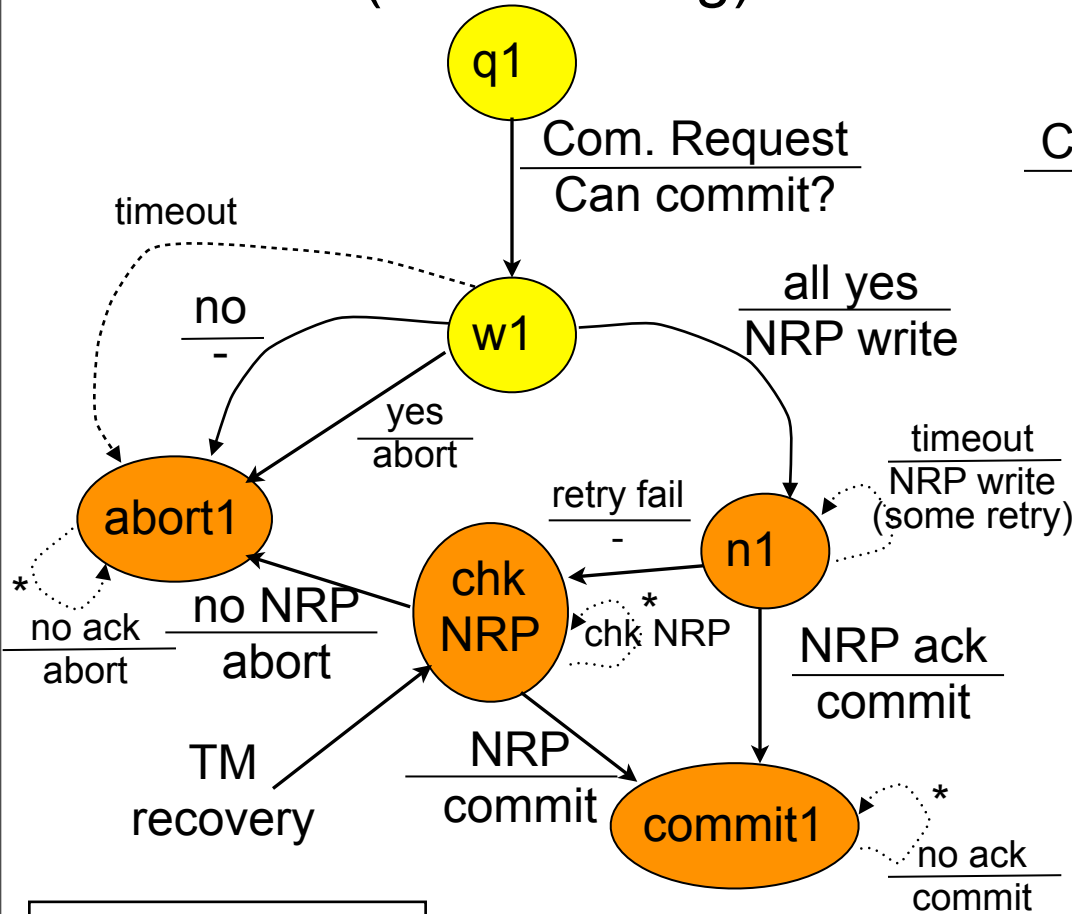 q1
Com. Request
Can commit?
C
timeout
no
-
w1
all yes
NRP write
yes
abort
timeout
NRP write
(some retry)
retry fail
-
abort1
n1
chk
NRP
*
chk NRP
*
no ack
abort
no NRP
abort
NRP ack
commit
TM
recovery
NRP
commit
commit1
*
no ack
commit